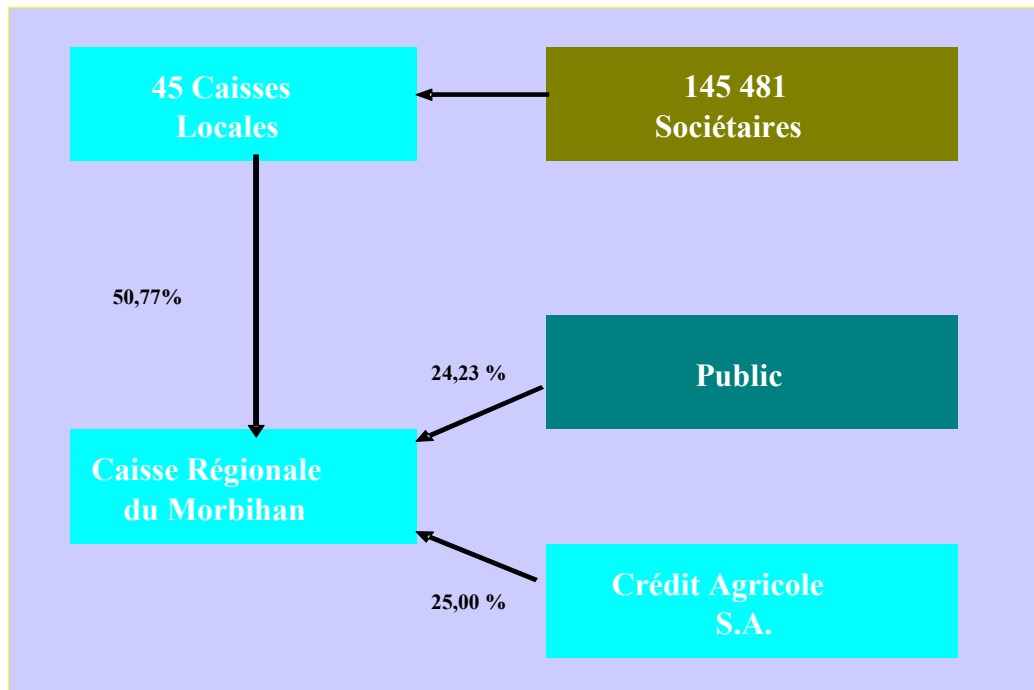 45 Caisses
Locales
145 481
Sociétaires
50,77%
24,23 %
Public
Caisse Régionale
du Morbihan
25,00 %
Crédit Agricole
S.A.